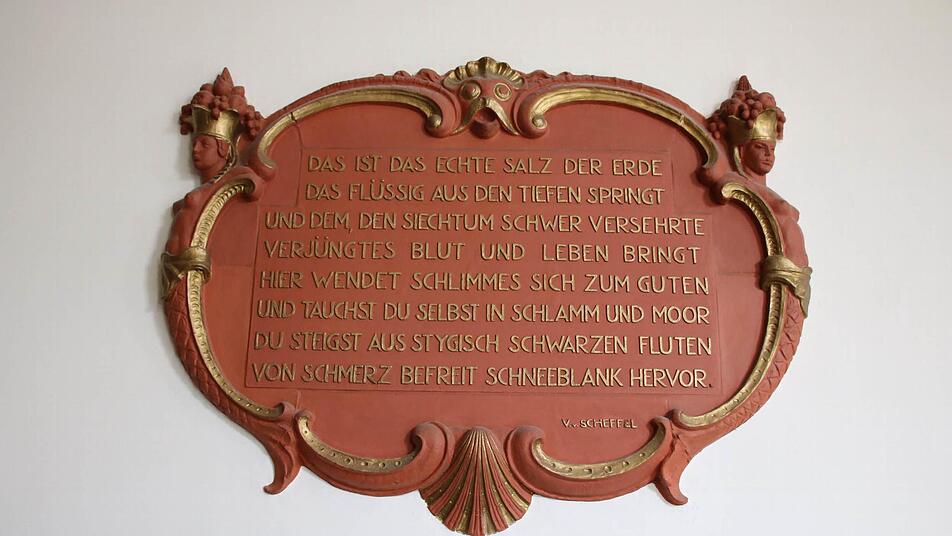 DAS IST DAS ECHTE SALZ DER ERDE
DAS FLÜSSIG AUS DEN TIEFEN SPRINGT
UND DEM, DEN SIECHTUM SCHWER VERSEHRTE
VERJÜNGTES BLUT UND LEBEN BRINGT
HIER WENDET SCHLIMMES SICH ZUM GUTEN
UND TAUCHST DU SELBST IN SCHLAMM UND MOOR
DU STEIGST AUS STYGISCH SCHWARZEN FLUTEN
VON SCHMERZ BEFREIT SCHNEEBLANK HERVOR.
V. SCHEFFEL